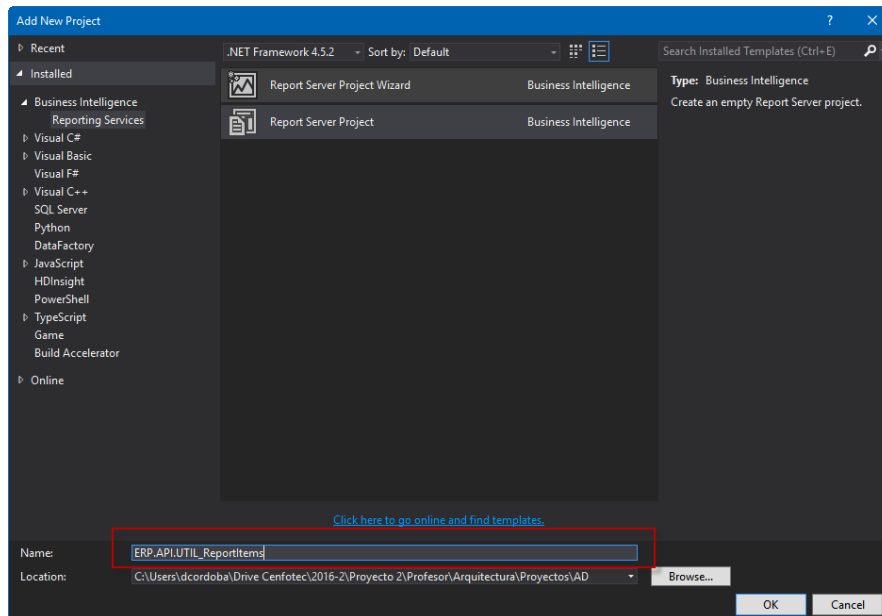 Add New Project
? ×
Recent
Installed
Business Intelligence
Reporting Services
Visual C#
Visual Basic
Visual F#
Visual C++
SQL Server
Python
DataFactory
JavaScript
HDInsight
PowerShell
TypeScript
Game
Build Accelerator
Online
.NET Framework 4.5.2 Sort by: Default
Report Server Project Wizard Business Intelligence
Report Server Project Business Intelligence
Click here to go online and find templates.
Search Installed Templates (Ctrl+E)
Type: Business Intelligence
Create an empty Report Server project.
Name: ERP.API.UTIL_ReportItems
Location: C:\Users\dcordoba\Drive Cenfotec\2016-2\Proyecto 2\Profesor\Arquitectura\Proyectos\AD Browse...
OK Cancel